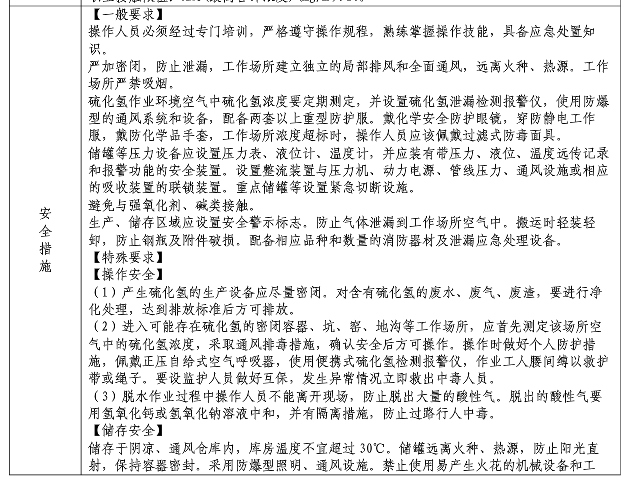 【一般要求】
操作人员必须经过专门培训，严格遵守操作规程，熟练掌握操作技能，具备应急处置知
识。
严加密闭，防止泄漏，工作场所建立独立的局部排风和全面通风，远离火种、热源。工作
场所严禁吸烟。
硫化氢作业环境空气中硫化氢浓度要定期测定，并设置硫化氢泄漏检测报警仪，使用防爆
型的通风系统和设备，配备两套以上重型防护服。戴化学安全防护眼镜，穿防静电工作
服，戴防化学品手套，工作场所浓度超标时，操作人员应该佩戴过滤式防毒面具。
储罐等压力设备应设置压力表、液位计、温度计，并应装有带压力、液位、温度远传记录
和报警功能的安全装置。设置整流装置与压力机、动力电源、管线压力、通风设施或相应
的吸收装置的联锁装置。重点储罐等设置紧急切断设施。
避免与强氧化剂、碱类接触。
生产、储存区域应设置安全警示标志。防止气体泄漏到工作场所空气中。搬运时轻装轻
卸，防止钢瓶及附件破损。配备相应品种和数量的消防器材及泄漏应急处理设备。
安全措施
【特殊要求】
【操作安全】
（1）产生硫化氢的生产设备应尽量密闭。对含有硫化氢的废水、废气、废渣，要进行净
化处理，达到排放标准后方可排放。
（2）进入可能存在硫化氢的密闭容器、坑、窑、地沟等工作场所，应首先测定该场所空
气中的硫化氢浓度，采取通风排毒措施，确认安全后方可操作。操作时做好个人防护措
施，佩戴正压自给式空气呼吸器，使用便携式硫化氢检测报警仪，作业工人腰间缚以救护
带或绳子。要设监护人员做好互保，发生异常情况立即救出中毒人员。
（3）脱水作业过程中操作人员不能离开现场，防止脱出大量的酸性气。脱出的酸性气要
用氢氧化钙或氢氧化钠溶液中和，并有隔离措施，防止过路行人中毒。
【储存安全】
储存于阴凉、通风仓库内，库房温度不宜超过 30℃。储罐远离火种、热源，防止阳光直
射，保持容器密封。采用防爆型照明、通风设施。禁止使用易产生火花的机械设备和工